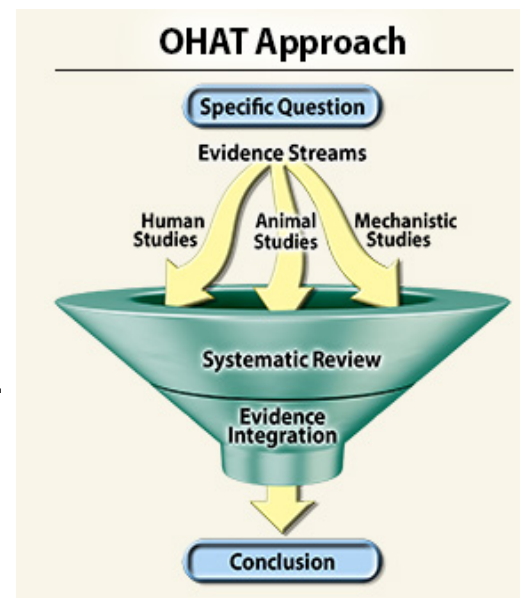 OHAT Approach
Specific Question
Evidence Streams
Human
Studies
Animal
Studies
Mechanistic
Studies
Systematic Review
Evidence
Integration
Conclusion